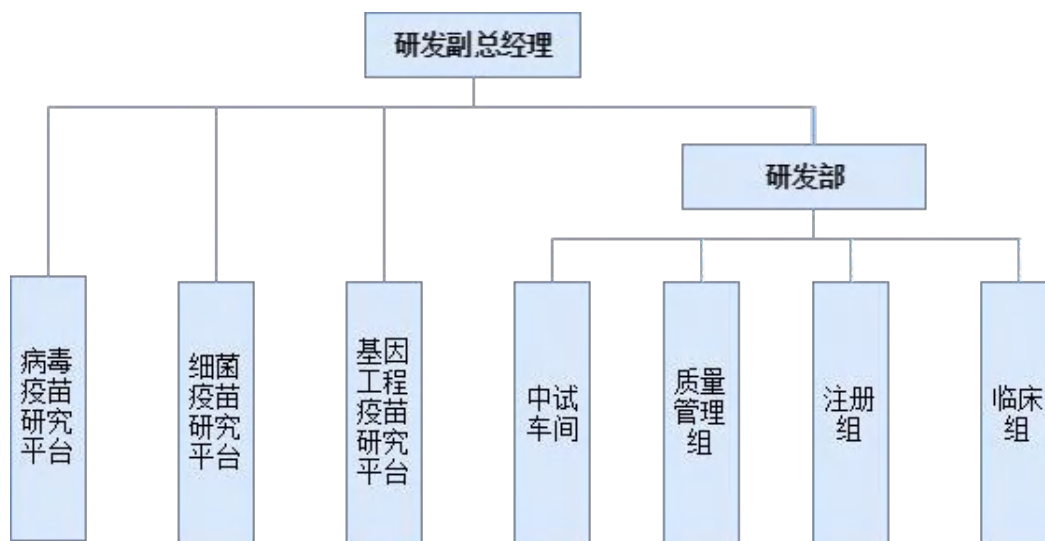 研发副总经理
研发部
病毒
疫苗
研究
平台
细菌
疫苗
研究
平台
基因
工程
疫苗
研究
平台
中试
车间
质量
管理
组
注册
组
临床
组